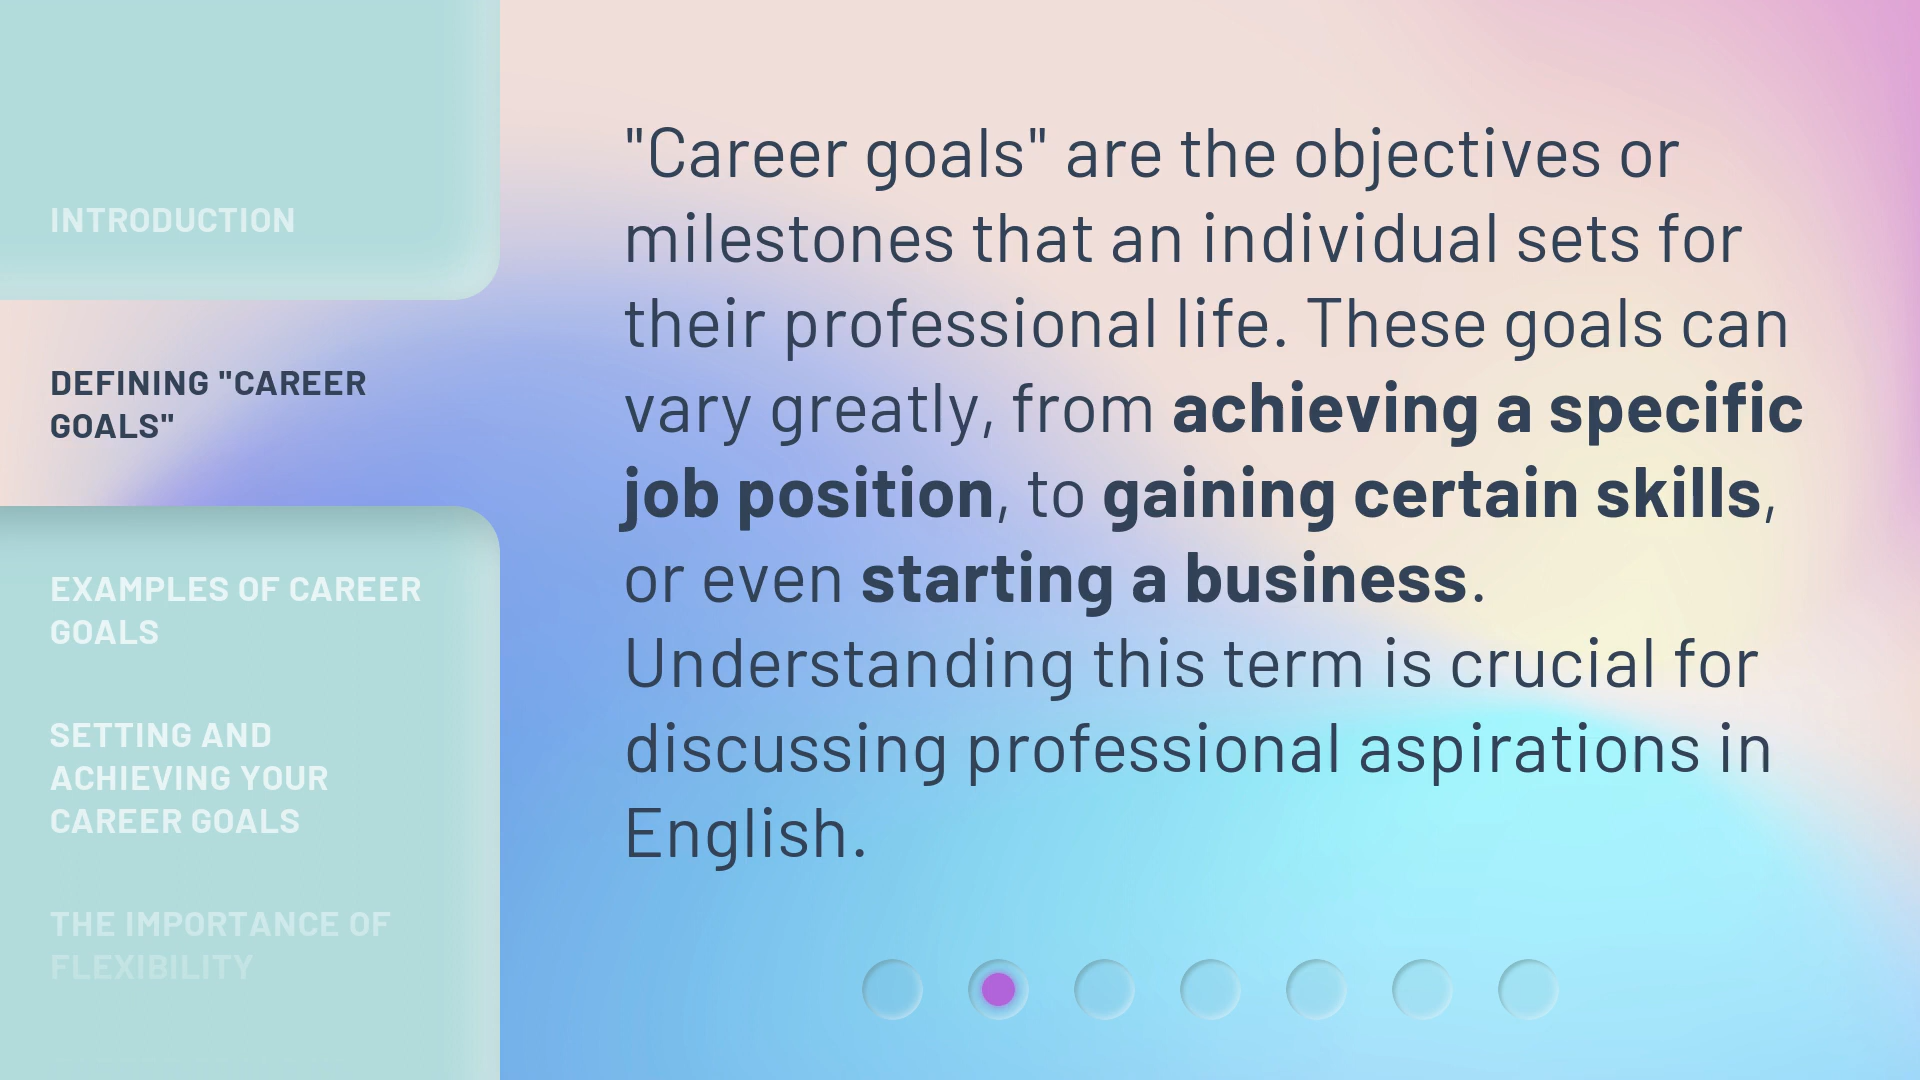 INTRODUCTION
DEFINING "CAREER
GOALS"
EXAMPLES OF CAREER
GOALS
SETTING AND
ACHIEVING YOUR
CAREER GOALS
THE IMPORTANCE OF
FLEXIBILITY
"Career goals" are the objectives or
milestones that an individual sets for
their professional life. These goals can
vary greatly, from achieving a specific
job position, to gaining certain skills,
or even starting a business.
Understanding this term is crucial for
discussing professional aspirations in
English.